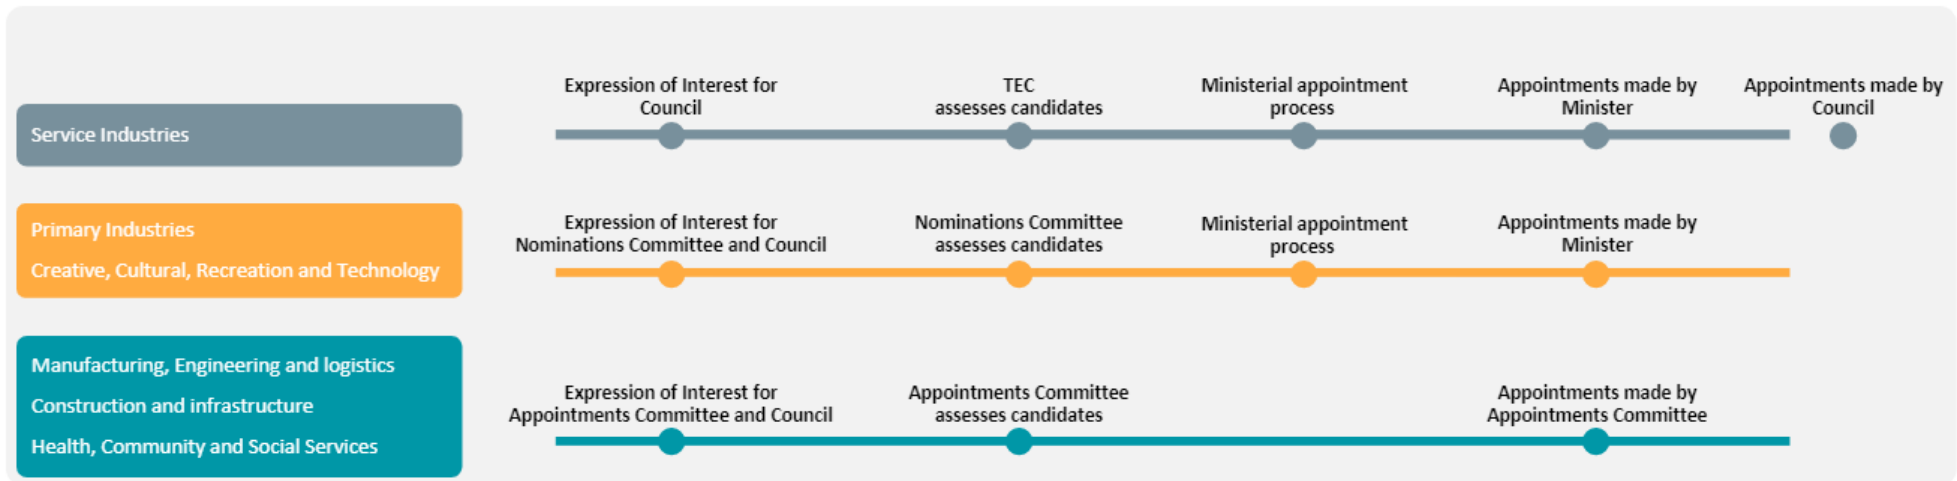 Service Industries
Expression of Interest for
Council
TEC
assesses candidates
Ministerial appointment
process
Appointments made by
Minister
Appointments made by
Council
Primary Industries
Creative, Cultural, Recreation and Technology
Expression of Interest for
Nominations Committee and Council
Nominations Committee
assesses candidates
Ministerial appointment
process
Appointments made by
Minister
Manufacturing, Engineering and logistics
Construction and infrastructure
Health, Community and Social Services
Expression of Interest for
Appointments Committee and Council
Appointments Committee
assesses candidates
Appointments made by
Appointments Committee